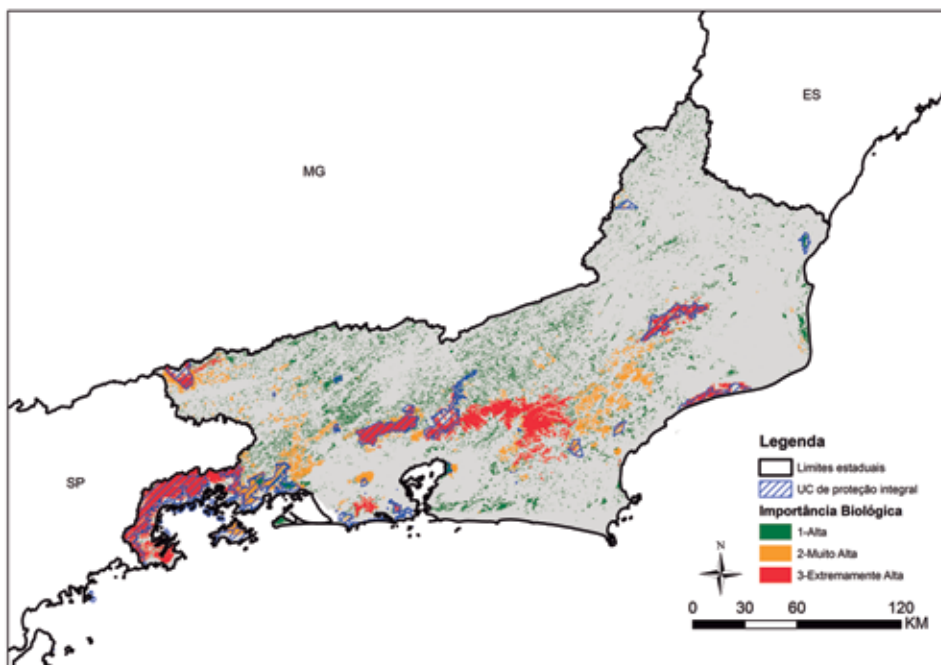 ES
MG
SP
Legenda
Limites estaduais
UC de proteção integral
Importância Biológica
1-Alta
2-Muito Alta
3-Extremamente Alta
N
0 30 60 120
KM